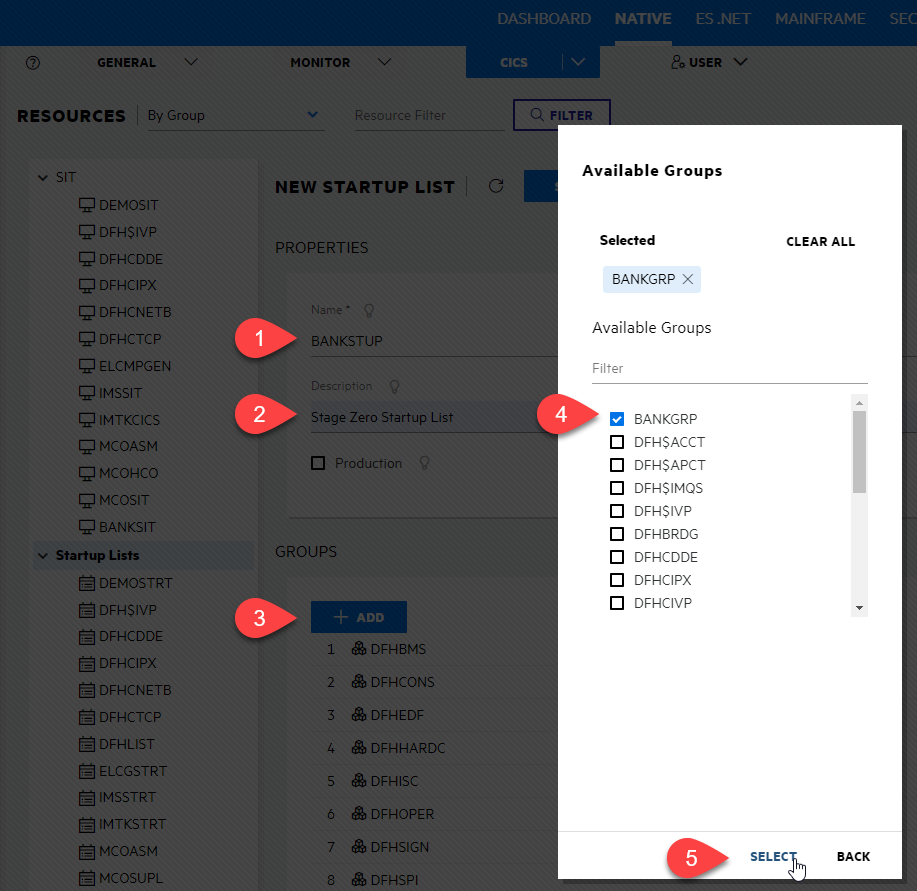 DASHBOARD NATIVE ES .NET MAINFRAME SEC
GENERAL MONITOR CICS USER
RESOURCES By Group Resource Filter FILTER
SIT
DEMOSIT
DFH$IVP
DFHCDDE
DFHCIPX
DFHCNETB
DFHCTCP
ELCMPGEN
IMSSIT
IMTKCICS
MCOASM
MCOHCO
MCOSIT
BANKSIT
Startup Lists
DEMOSTRT
DFH$IVP
DFHCDDE
DFHCIPX
DFHCNETB
DFHCTCP
DFHLIST
ELCGSTRT
IMSSTRT
IMTKSTRT
MCOASM
MCOSUPL
NEW STARTUP LIST
PROPERTIES
Name *
1 BANKSTUP
Description
2 Stage Zero Startup List
Production
GROUPS
3 ADD
1 DFHBMS
2 DFHCONS
3 DFHEDF
4 DFHHARDC
5 DFHISC
6 DFHOPER
7 DFHSIGN
8 DFHSPI
Available Groups
Selected CLEAR ALL
BANKGRP
Available Groups
Filter
4 BANKGRP
DFH$ACCT
DFH$APCT
DFH$IMQS
DFH$IVP
DFHBRDG
DFHCDDE
DFHCIPX
DFHCIVP
5 SELECT BACK